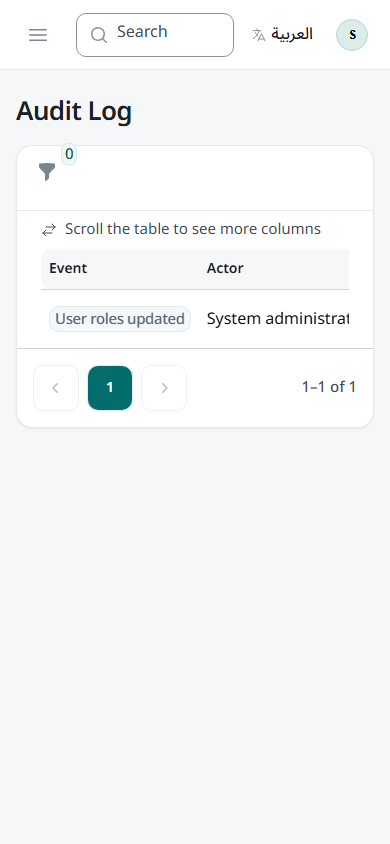 Search
العربية
S
Audit Log
0
Scroll the table to see more columns
Event Actor
User roles updated System administrat
1 1–1 of 1